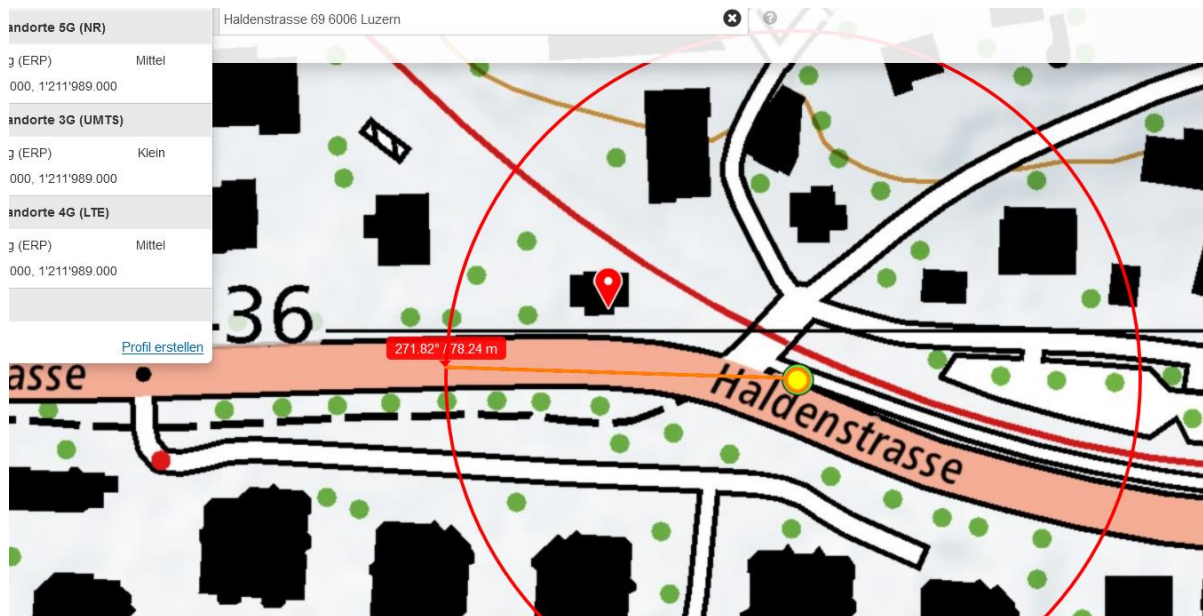 Haldenstrasse 69 6006 Luzern
andorte 5G (NR)
g (ERP) Mittel
000, 1'211'989.000
andorte 3G (UMTS)
g (ERP) Klein
000, 1'211'989.000
andorte 4G (LTE)
g (ERP) Mittel
000, 1'211'989.000
Profil erstellen
-36
271.82° / 78.24 m
asse
Haldenstrasse